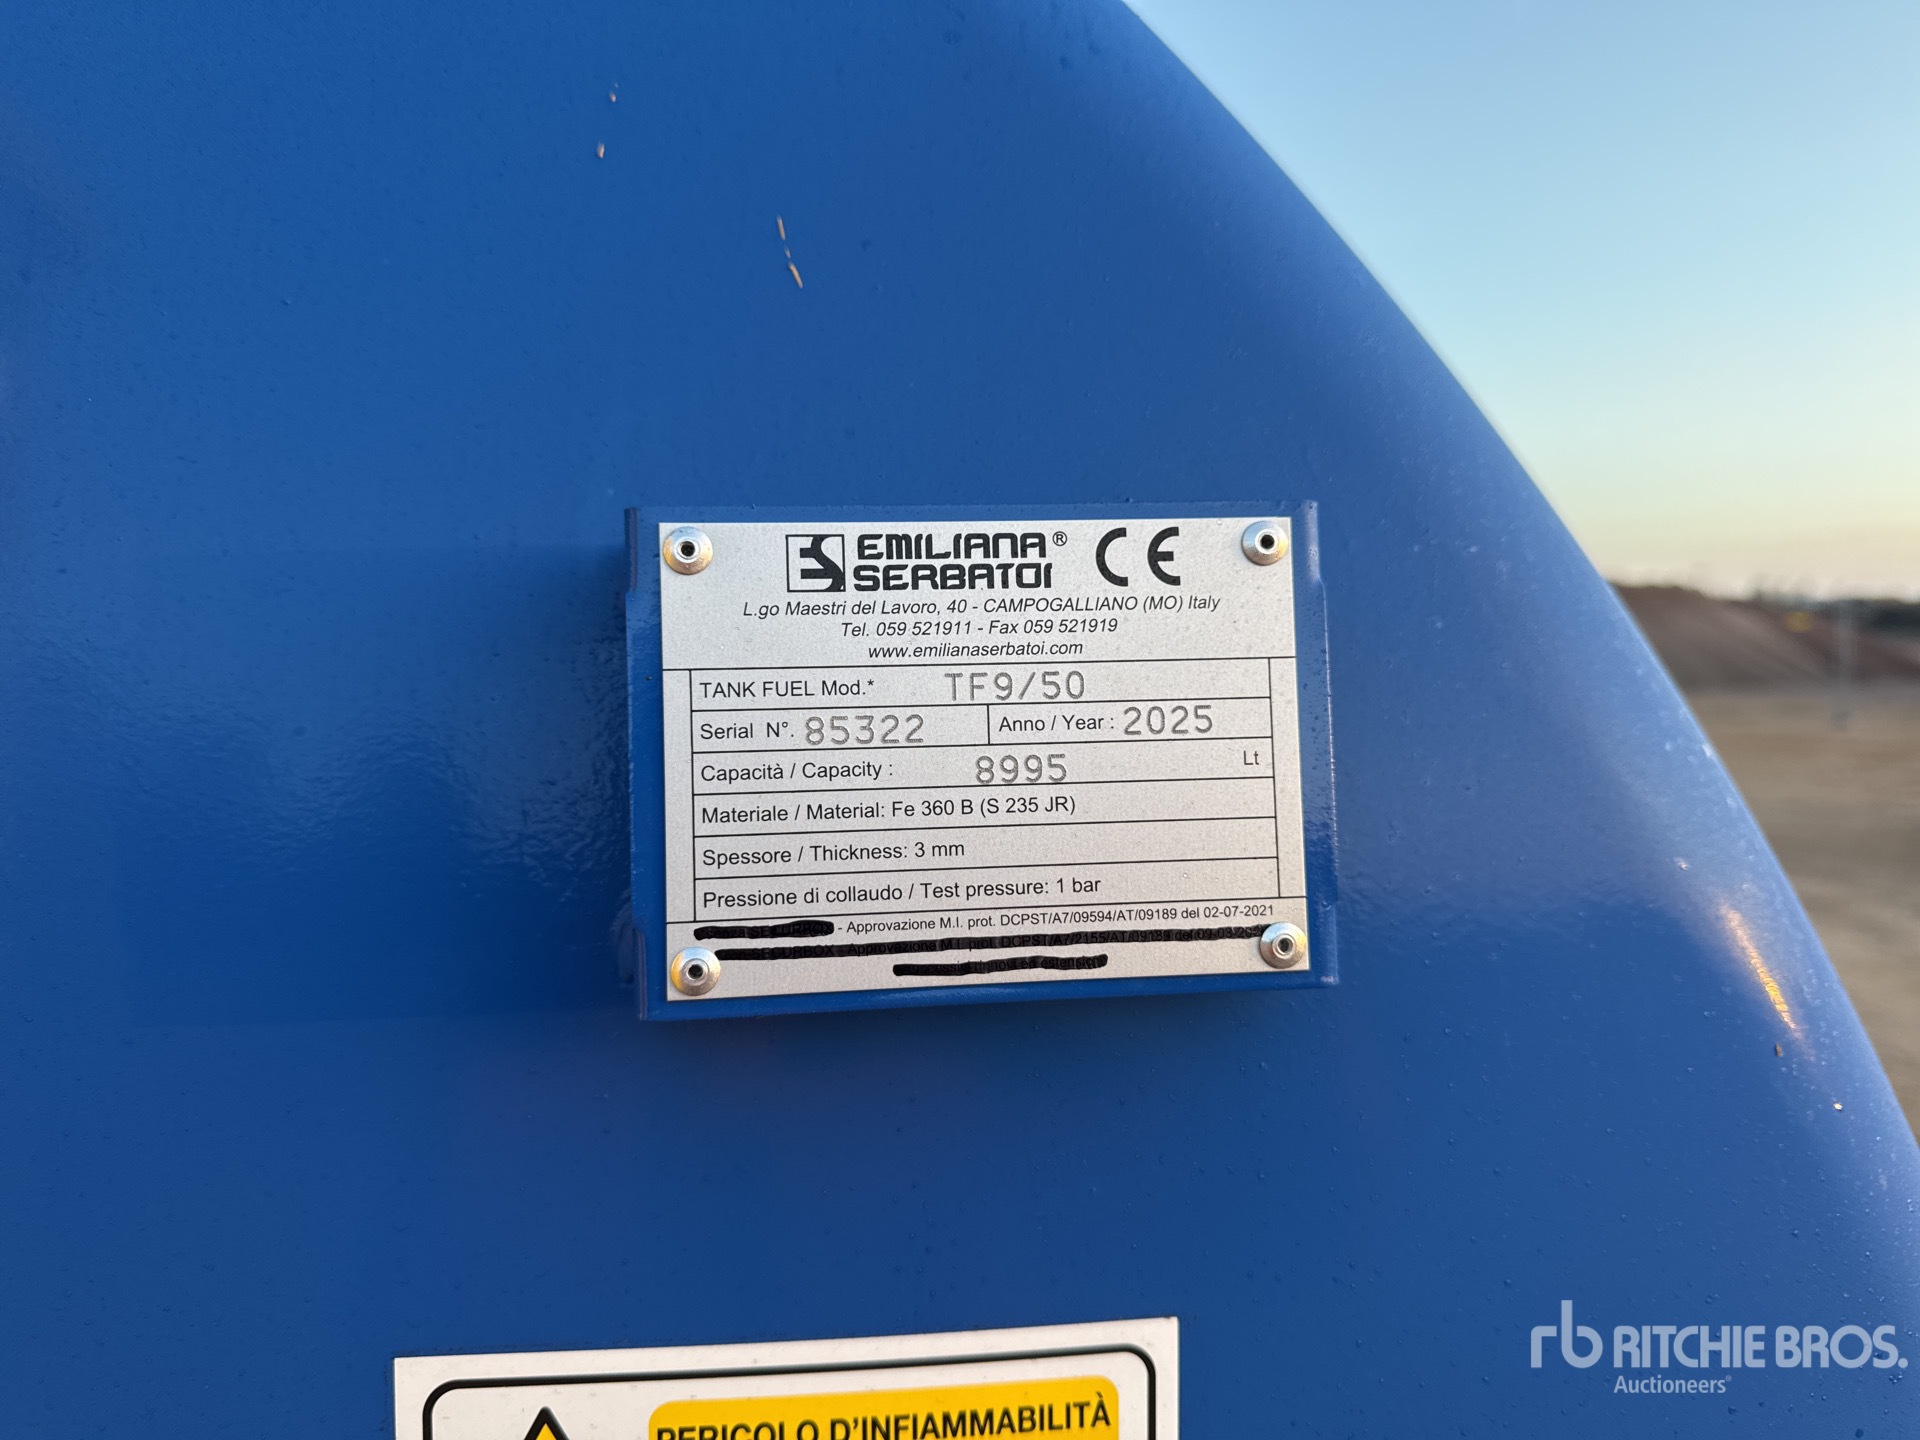 EMILIANA® CE
SERBATOI
L.go Maestri del Lavoro, 40 - CAMPOGALLIANO (MO) Italy
Tel. 059 521911 - Fax 059 521919
www.emilianaserbatoi.com
TANK FUEL Mod.* TF9/50
Serial N°. 85322 Anno / Year : 2025
Capacità / Capacity : 8995 Lt
Materiale / Material: Fe 360 B (S 235 JR)
Spessore / Thickness: 3 mm
Pressione di collaudo / Test pressure: 1 bar
- Approvazione M.I. prot. DCPST/A7/09594/AT/09189 del 02-07-2021
PERICOLO D'INFIAMMABILITÀ
rb RITCHIE BROS.
Auctioneers